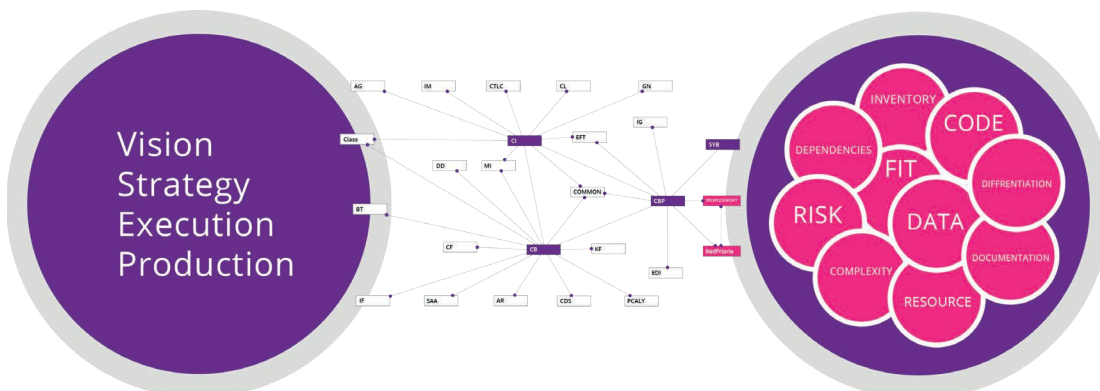 Vision
Strategy
Execution
Production
AG
IM
CTLC
CL
GN
Class
CI
EFT
IG
SYB
DD
MI
COMMON
CBP
BT
CF
CB
KF
RedPrairie
EDI
IF
SAA
AR
CDS
PCALY
INVENTORY
CODE
DEPENDENCIES
FIT
DIFFRENTIATION
RISK
DATA
DOCUMENTATION
COMPLEXITY
RESOURCE